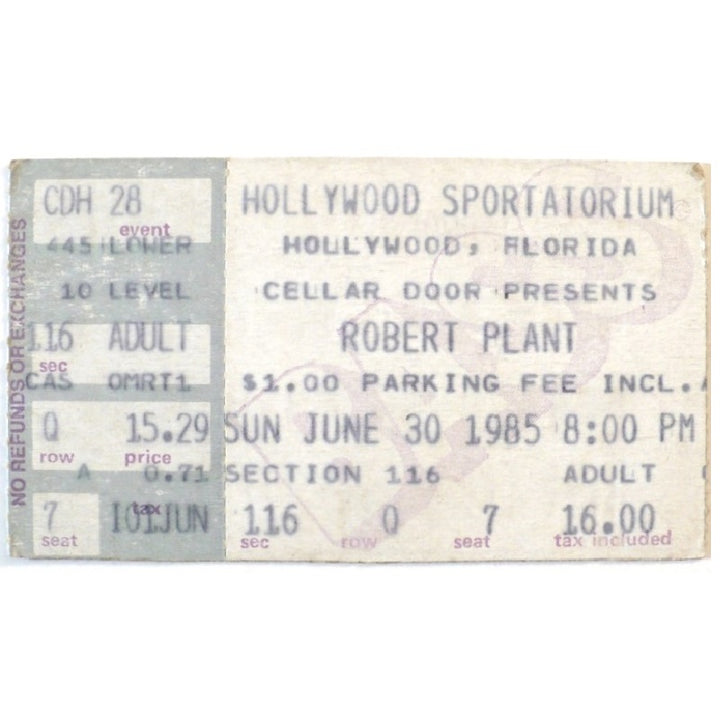 NO REFUNDS OR EXCHANGES
CDH 28
event
445 LOWER
10 LEVEL
116 ADULT
sec
CAS OMRT1
Q 15.29
row price
A 0.71
tax
7 101JUN
seat
HOLLYWOOD SPORTATORIUM
HOLLYWOOD, FLORIDA
CELLAR DOOR PRESENTS
ROBERT PLANT
$1.00 PARKING FEE INCL.
SUN JUNE 30 1985 8:00 PM
SECTION 116 ADULT
116 Q 7 16.00
sec row seat tax included